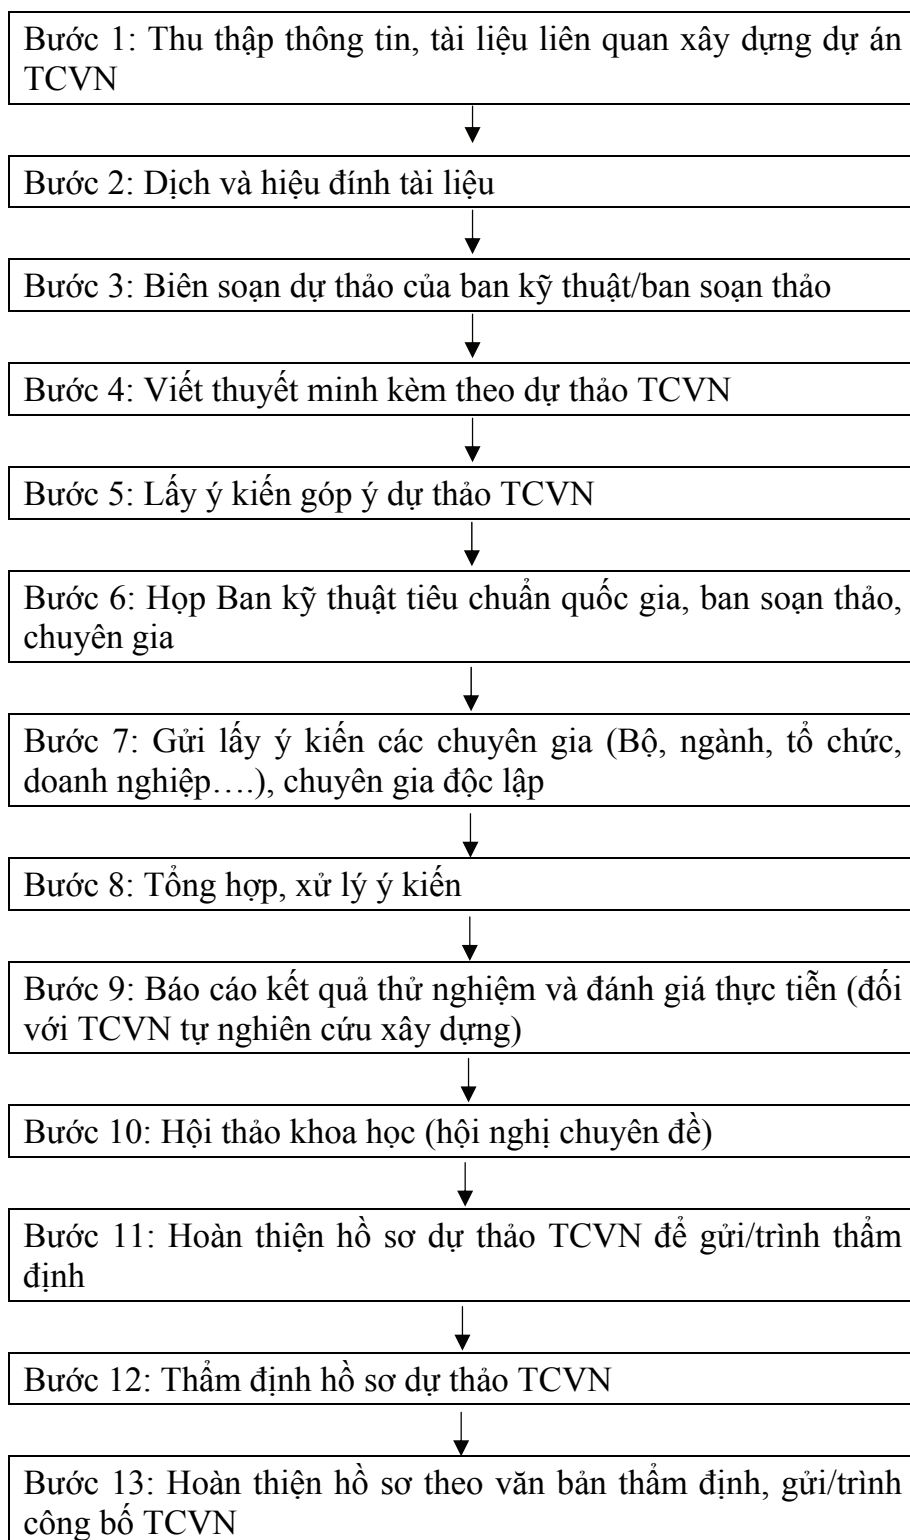 Bước 1: Thu thập thông tin, tài liệu liên quan xây dựng dự án
TCVN
Bước 2: Dịch và hiệu đính tài liệu
Bước 3: Biên soạn dự thảo của ban kỹ thuật/ban soạn thảo
Bước 4: Viết thuyết minh kèm theo dự thảo TCVN
Bước 5: Lấy ý kiến góp ý dự thảo TCVN
Bước 6: Họp Ban kỹ thuật tiêu chuẩn quốc gia, ban soạn thảo,
chuyên gia
Bước 7: Gửi lấy ý kiến các chuyên gia (Bộ, ngành, tổ chức,
doanh nghiệp….), chuyên gia độc lập
Bước 8: Tổng hợp, xử lý ý kiến
Bước 9: Báo cáo kết quả thử nghiệm và đánh giá thực tiễn (đối
với TCVN tự nghiên cứu xây dựng)
Bước 10: Hội thảo khoa học (hội nghị chuyên đề)
Bước 11: Hoàn thiện hồ sơ dự thảo TCVN để gửi/trình thẩm
định
Bước 12: Thẩm định hồ sơ dự thảo TCVN
Bước 13: Hoàn thiện hồ sơ theo văn bản thẩm định, gửi/trình
công bố TCVN